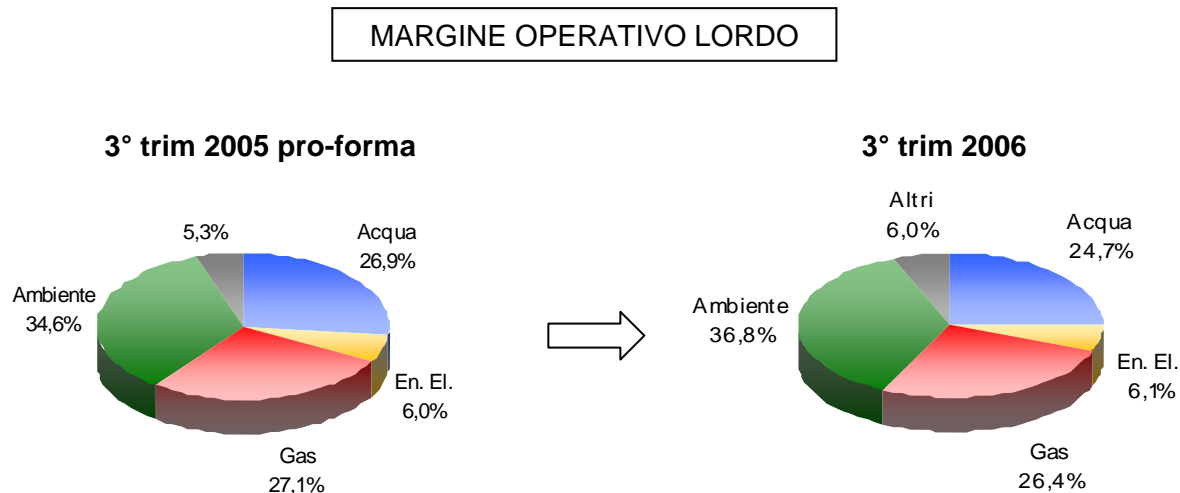 MARGINE OPERATIVO LORDO
3° trim 2005 pro-forma
5,3%
Acqua
26,9%
Ambiente
34,6%
En. El.
6,0%
Gas
27,1%
3° trim 2006
Altri
6,0%
Acqua
24,7%
Ambiente
36,8%
En. El.
6,1%
Gas
26,4%